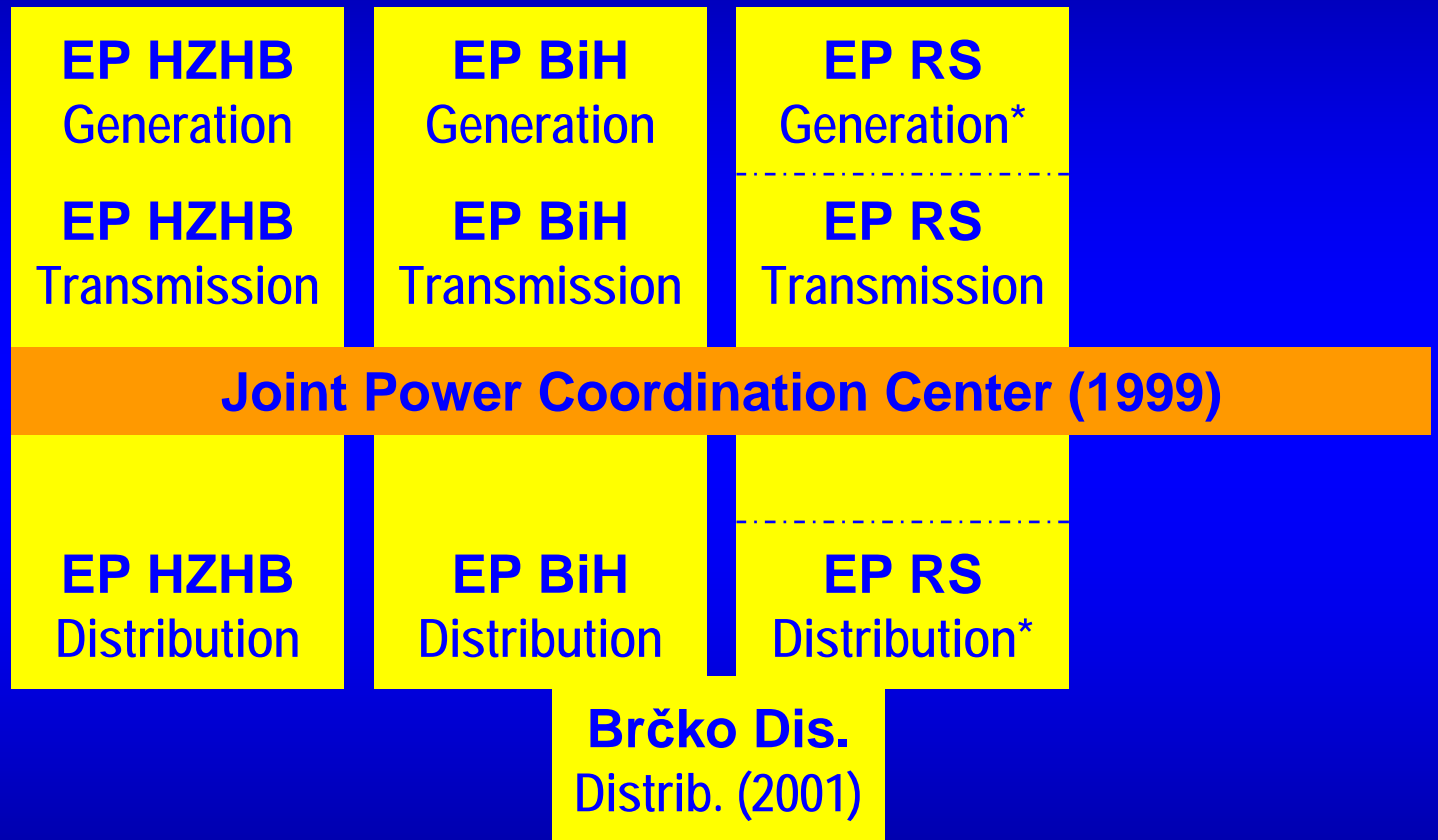 EP HZHB
Generation
EP BiH
Generation
EP RS
Generation*
EP HZHB
Transmission
EP BiH
Transmission
EP RS
Transmission
Joint Power Coordination Center (1999)
EP HZHB
Distribution
EP BiH
Distribution
EP RS
Distribution*
Brčko Dis.
Distrib. (2001)